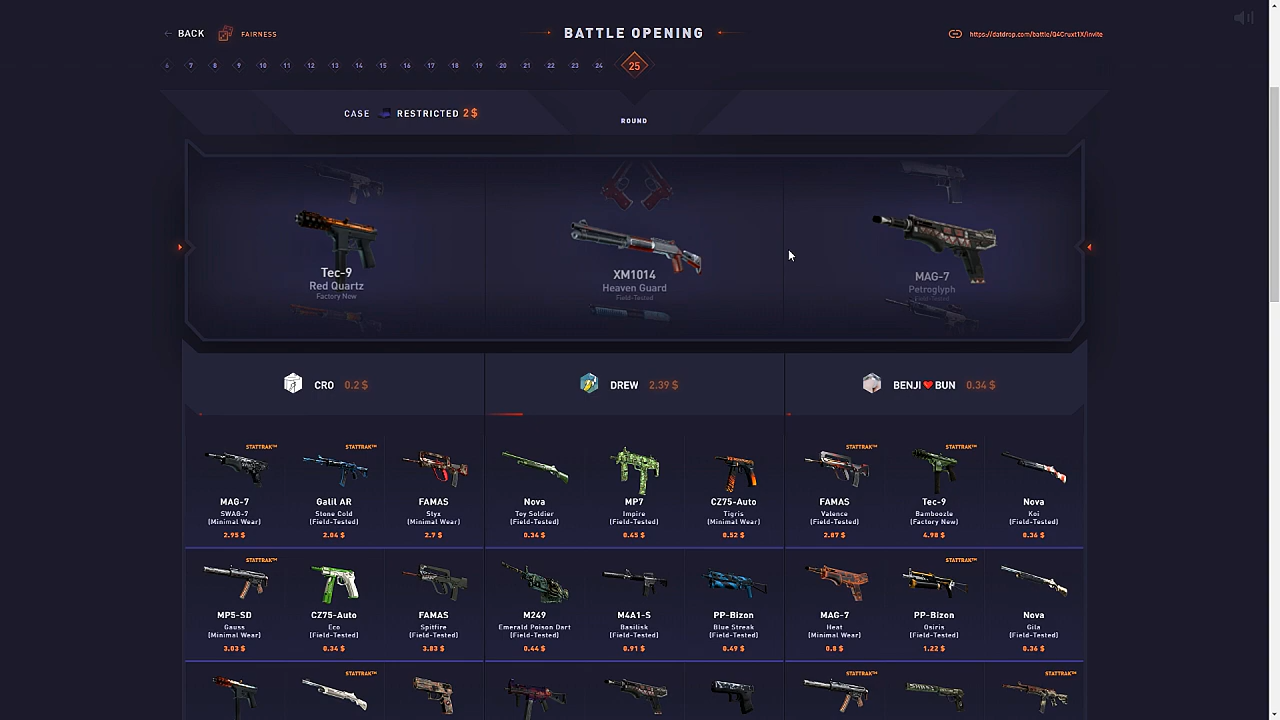 BACK
FAIRNESS
BATTLE OPENING
https://datdrop.com/battle/Q4Cruxt1X/invite
6 7 8 9 10 11 12 13 14 15 16 17 18 19 20 21 22 23 24 25
CASE RESTRICTED 2 $
ROUND
Tec-9
Red Quartz
Factory New
XM1014
Heaven Guard
Field-Tested
MAG-7
Petroglyph
Field-Tested
CRO 0.2 $
DREW 2.39 $
BENJI❤BUN 0.34 $
STATTRAK™ STATTRAK™ STATTRAK™ STATTRAK™
MAG-7 Galil AR FAMAS Nova MP7 CZ75-Auto FAMAS Tec-9 Nova
SWAG-7 Stone Cold Styx Toy Soldier Impire Tigris Valence Bamboozle Koi
(Minimal Wear) (Field-Tested) (Minimal Wear) (Field-Tested) (Field-Tested) (Minimal Wear) (Field-Tested) (Factory New) (Field-Tested)
2.95 $ 2.04 $ 2.7 $ 0.34 $ 0.45 $ 0.52 $ 2.87 $ 4.98 $ 0.36 $
STATTRAK™ STATTRAK™
MP5-SD CZ75-Auto FAMAS M249 M4A1-S PP-Bizon MAG-7 PP-Bizon Nova
Gauss Eco Spitfire Emerald Poison Dart Basilisk Blue Streak Heat Osiris Gila
(Minimal Wear) (Field-Tested) (Field-Tested) (Field-Tested) (Field-Tested) (Field-Tested) (Minimal Wear) (Field-Tested) (Field-Tested)
3.03 $ 0.34 $ 3.83 $ 0.44 $ 0.91 $ 0.49 $ 0.8 $ 1.22 $ 0.36 $
STATTRAK™ STATTRAK™ STATTRAK™